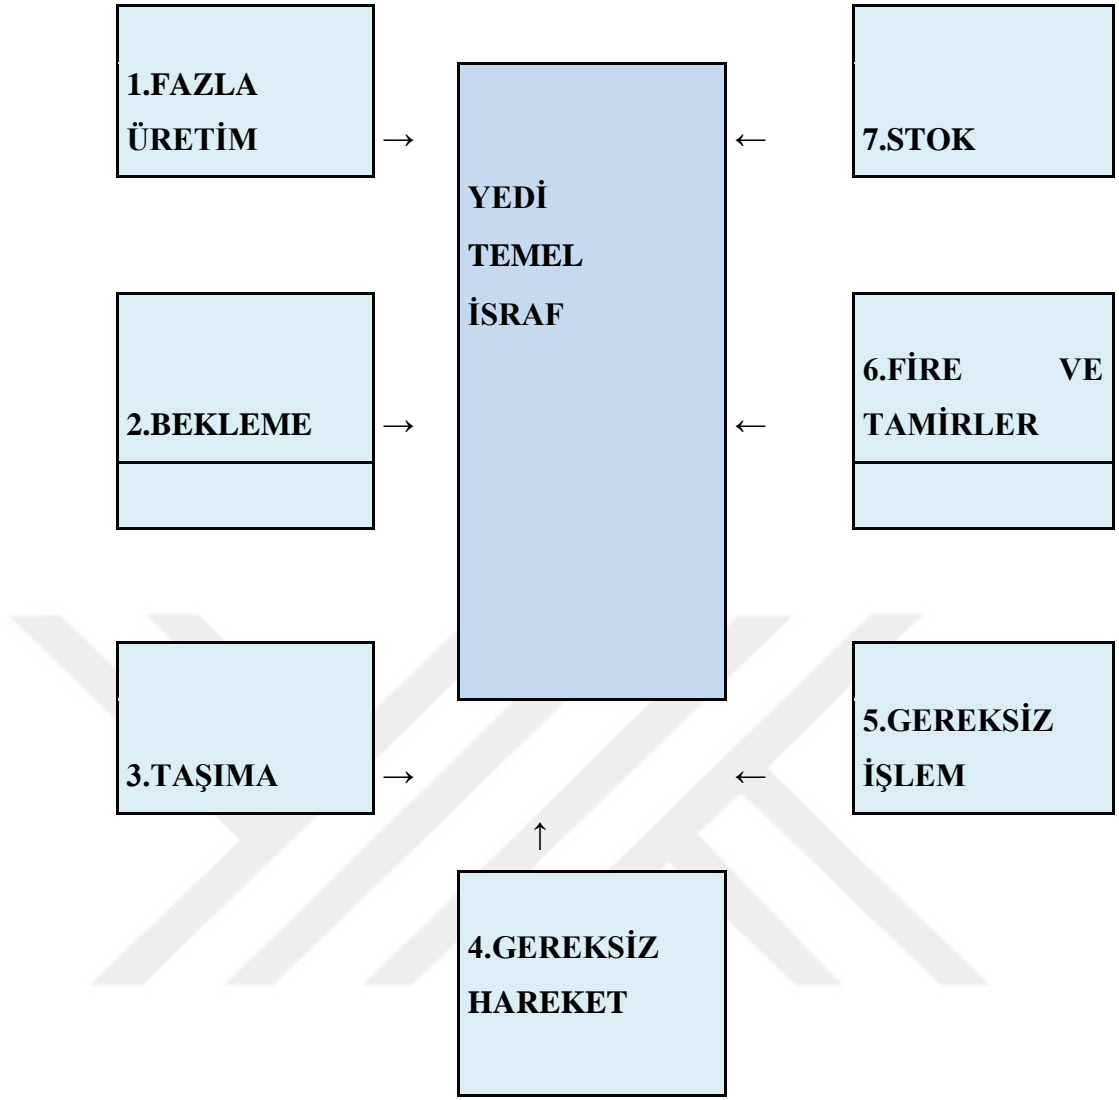 1.FAZLA
ÜRETİM
→
YEDİ
TEMEL
İSRAF
←
7.STOK
2.BEKLEME
→
←
6.FİRE VE
TAMİRLER
3.TAŞIMA
→
←
5.GEREKSİZ
İŞLEM
↑
4.GEREKSİZ
HAREKET